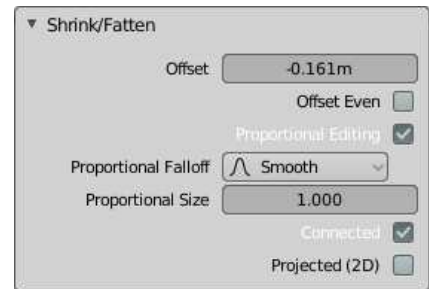 Shrink/Fatten
Offset -0.161m
Offset Even
Proportional Editing
Proportional Falloff Smooth
Proportional Size 1.000
Connected
Projected (2D)